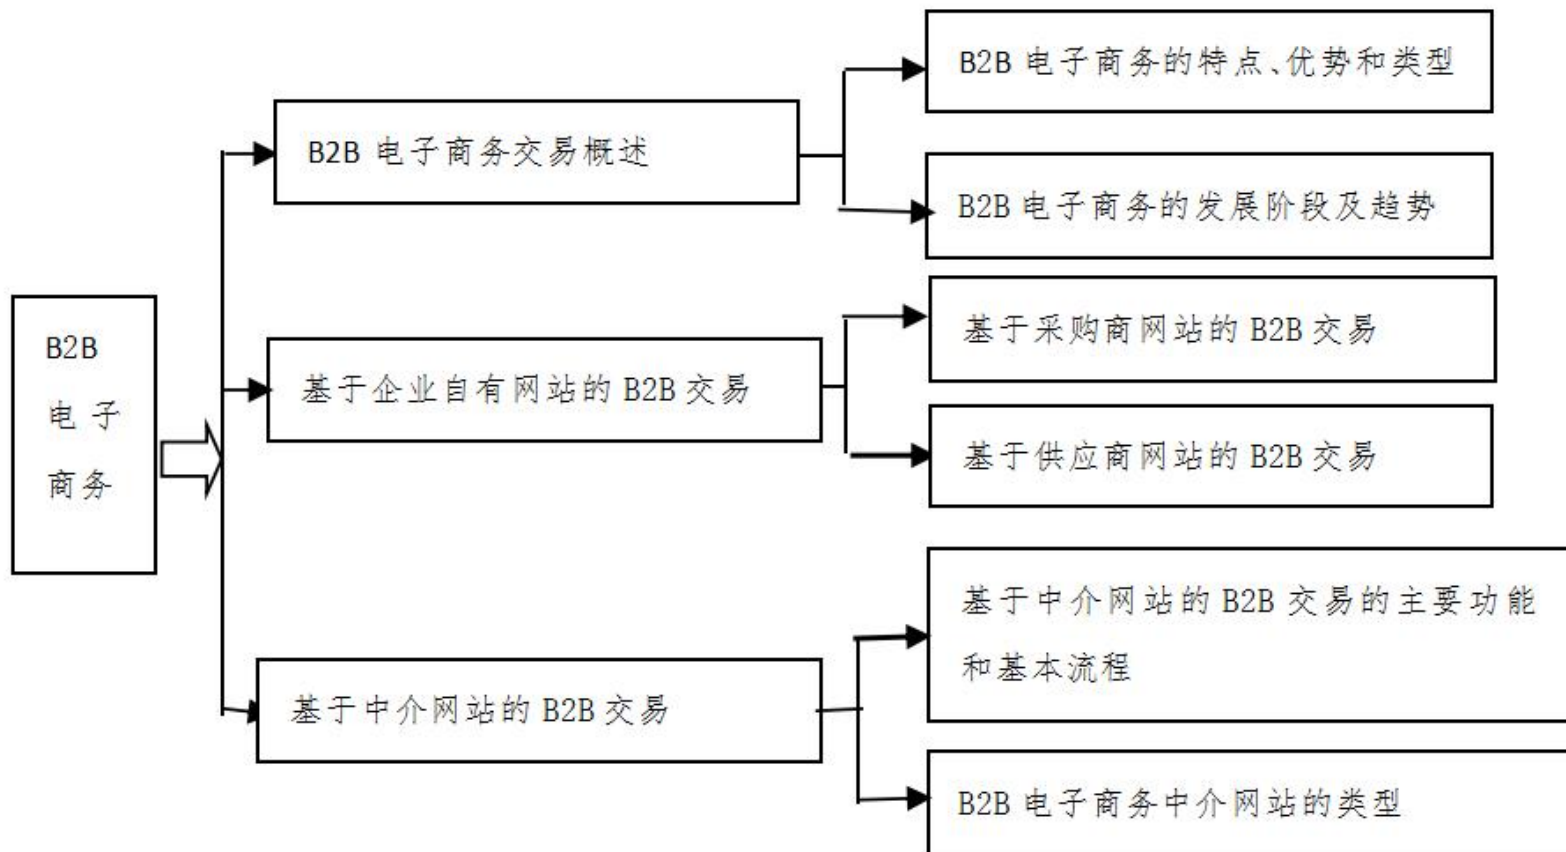 B2B
电子
商务
B2B 电子商务交易概述
B2B 电子商务的特点、优势和类型
B2B 电子商务的发展阶段及趋势
基于企业自有网站的 B2B 交易
基于采购商网站的 B2B 交易
基于供应商网站的 B2B 交易
基于中介网站的 B2B 交易
基于中介网站的 B2B 交易的主要功能
和基本流程
B2B 电子商务中介网站的类型